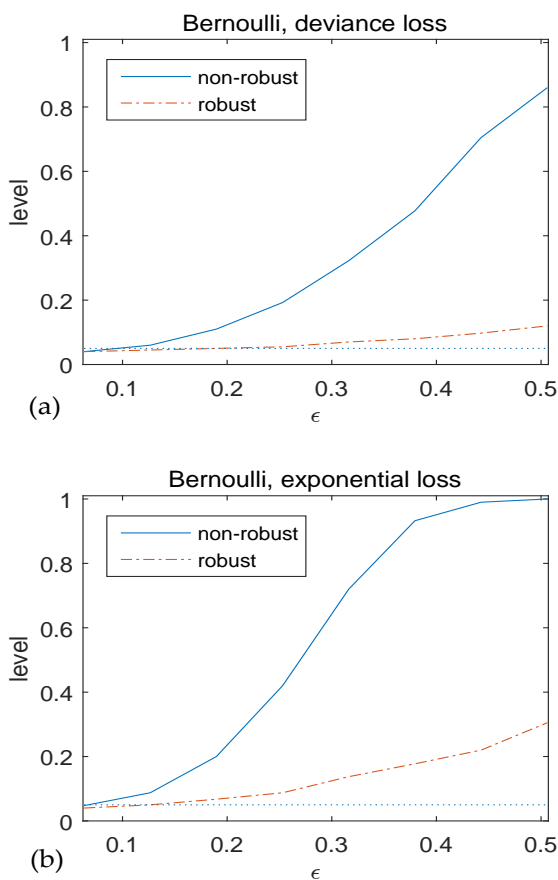 Bernoulli, deviance loss
1
0.8
0.6
0.4
0.2
0
level
non-robust
robust
0.1 0.2 0.3 0.4 0.5
ϵ
(a)
Bernoulli, exponential loss
1
0.8
0.6
0.4
0.2
0
level
non-robust
robust
0.1 0.2 0.3 0.4 0.5
ϵ
(b)